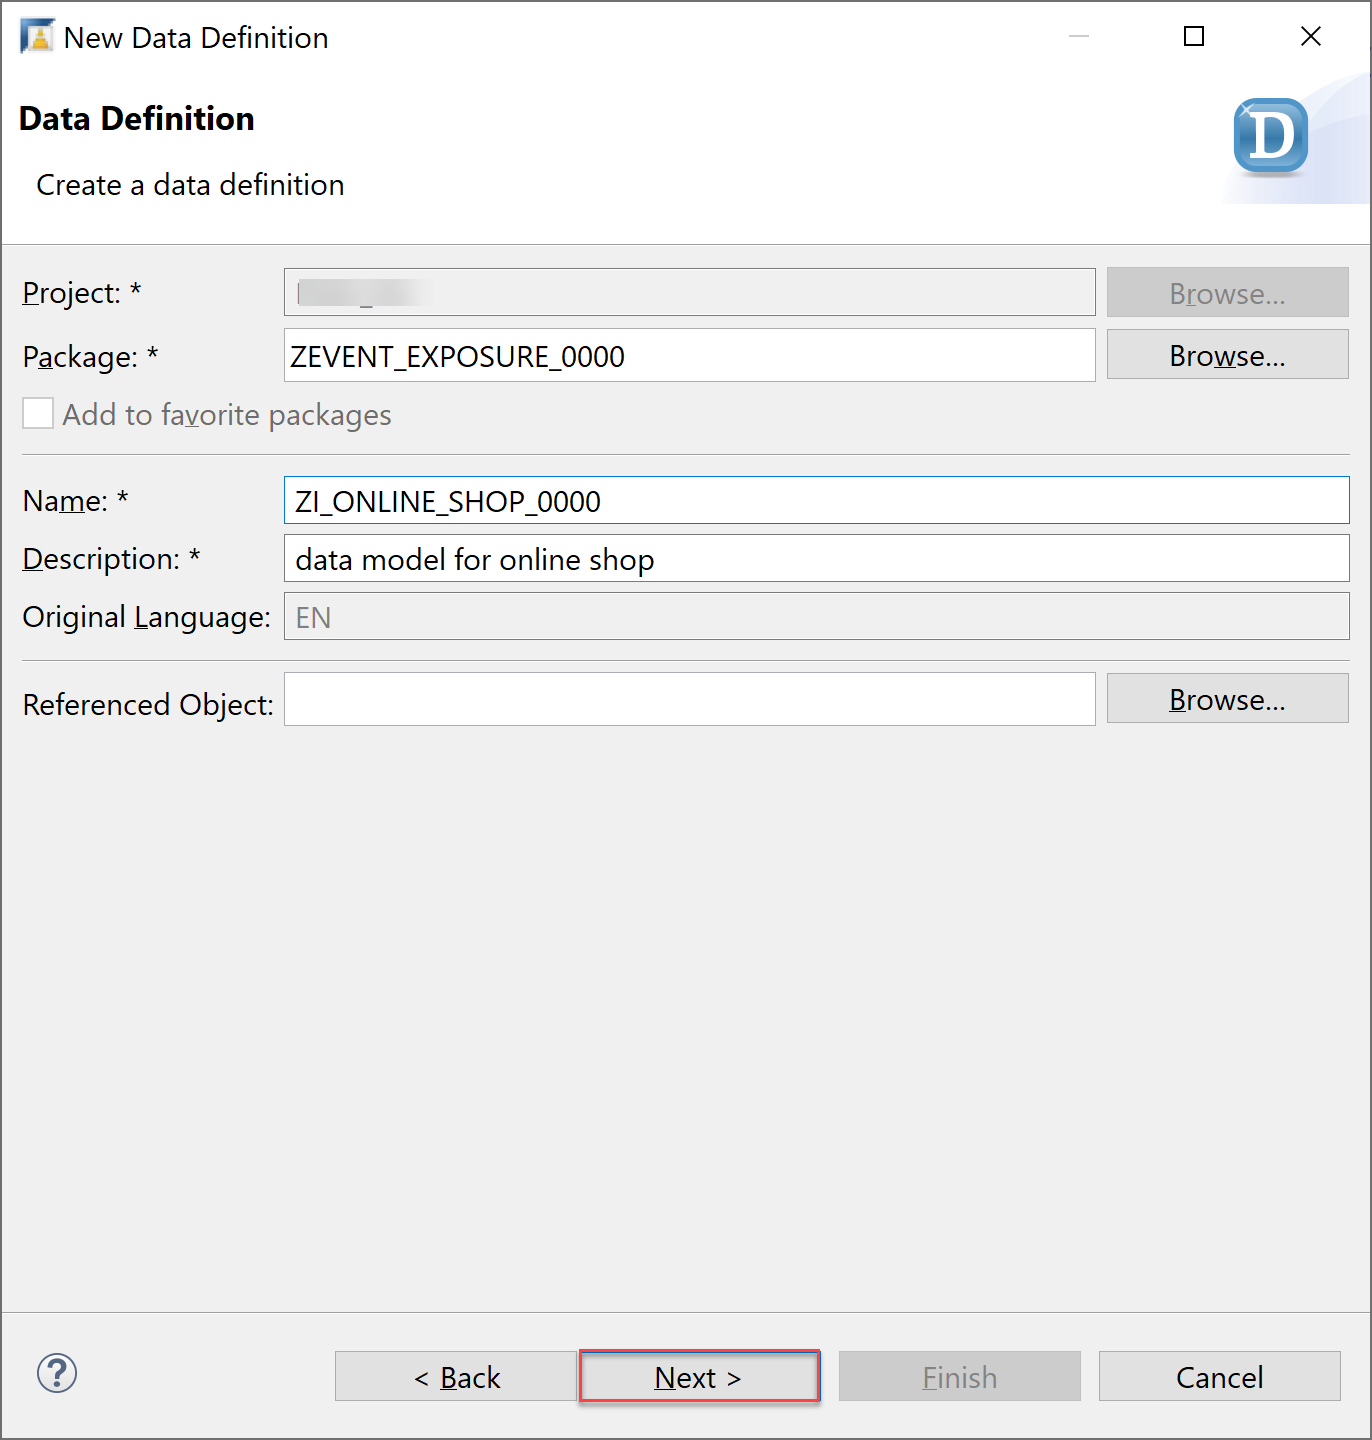 New Data Definition
Data Definition
D
Create a data definition
Project: *
Browse...
Package: * ZEVENT_EXPOSURE_0000 Browse...
Add to favorite packages
Name: * ZI_ONLINE_SHOP_0000
Description: * data model for online shop
Original Language: EN
Referenced Object: Browse...
? < Back Next > Finish Cancel